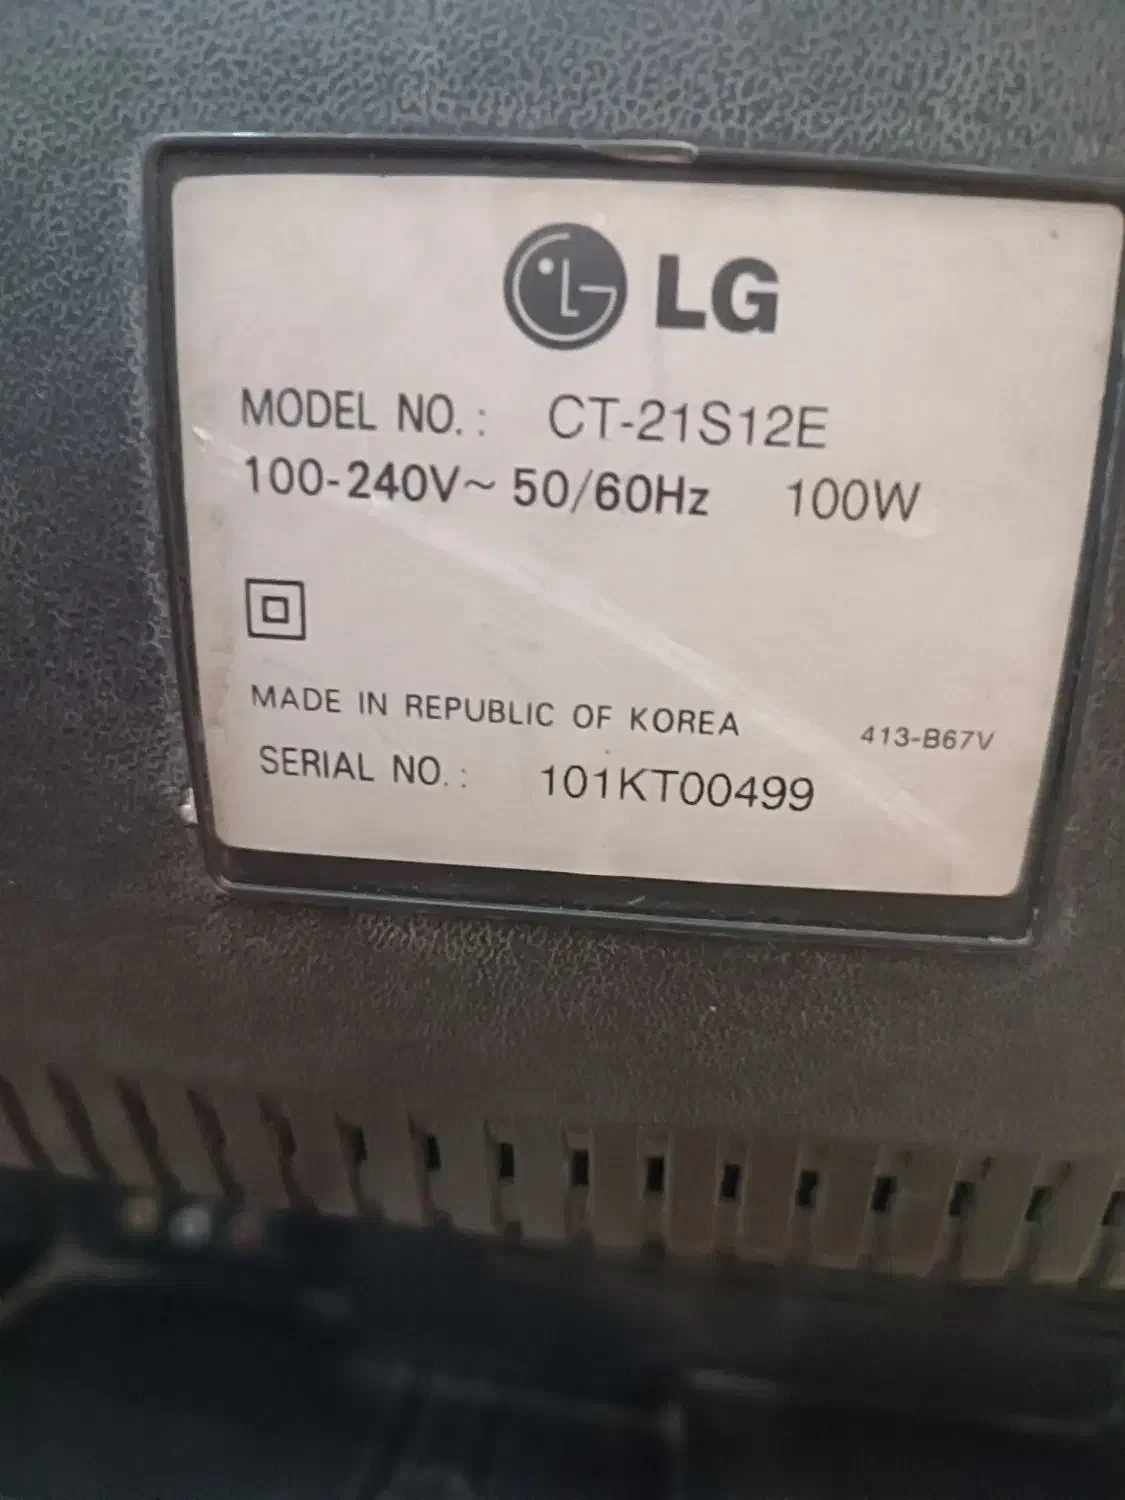 LG
MODEL NO.: CT-21S12E
100-240V~ 50/60Hz 100W
MADE IN REPUBLIC OF KOREA 413-B67V
SERIAL NO.: 101KT00499